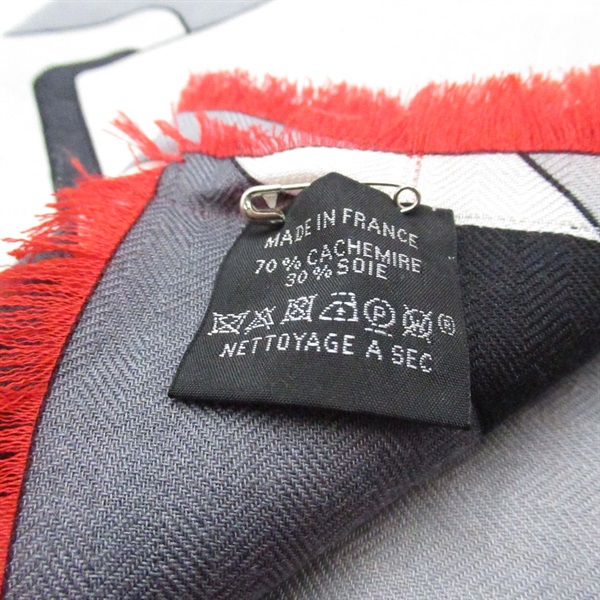 MADE IN FRANCE
70% CACHEMIRE
30% SOIE
P W ®
NETTOYAGE A SEC